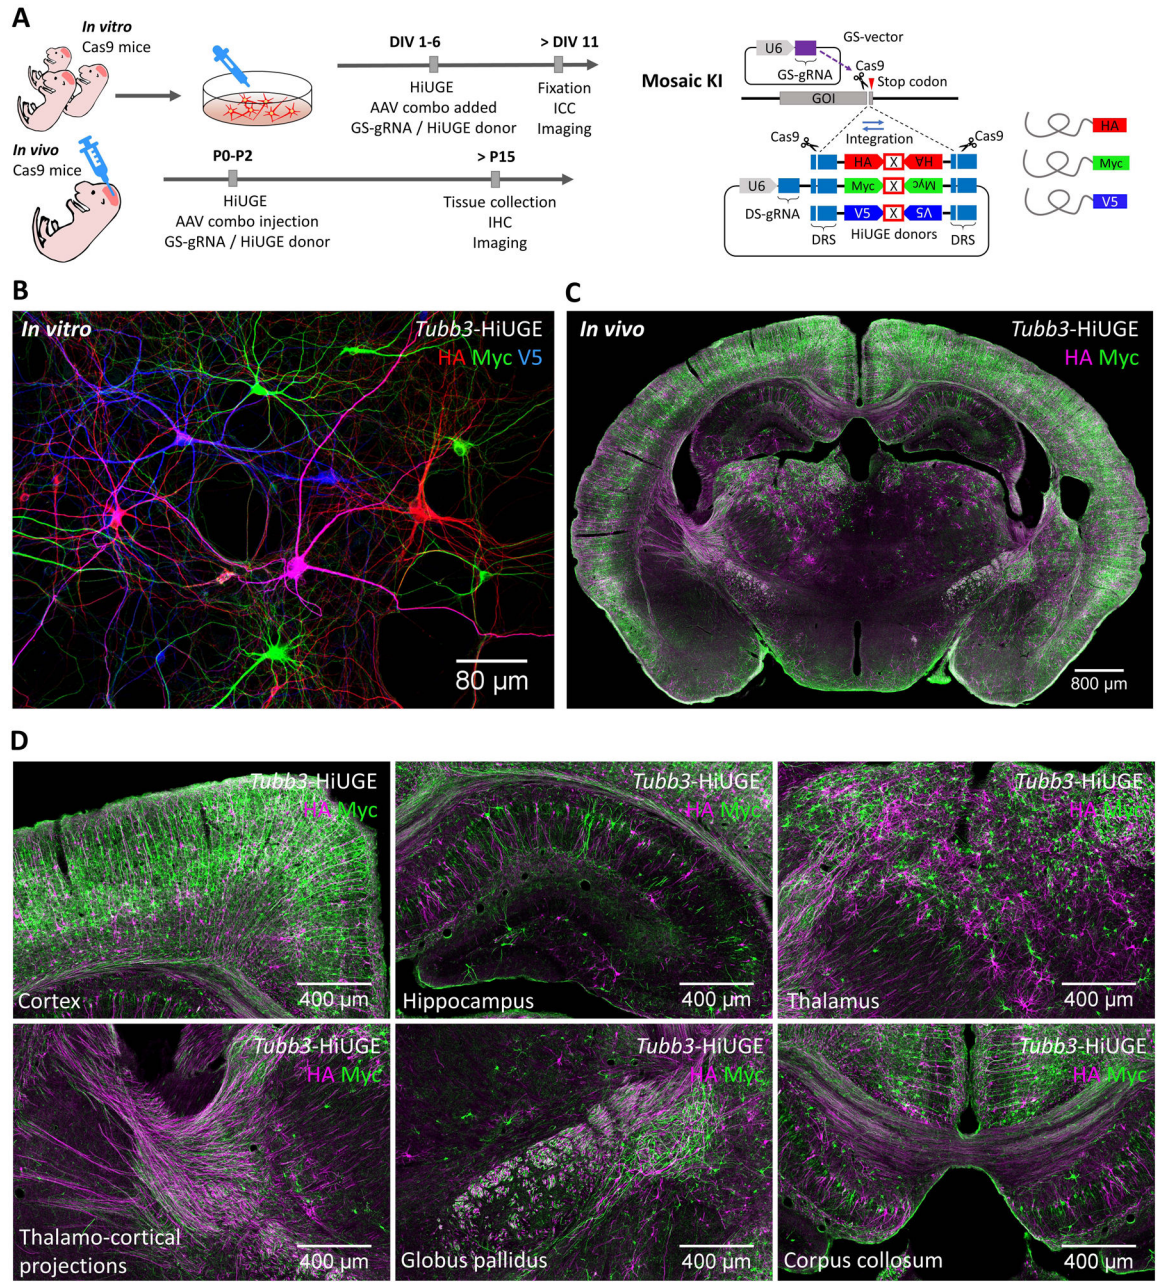 A
In vitro
Cas9 mice
DIV 1-6
> DIV 11
HiUGE
AAV combo added
GS-gRNA / HiUGE donor
Fixation
ICC
Imaging
In vivo
Cas9 mice
P0-P2
> P15
HiUGE
AAV combo injection
GS-gRNA / HiUGE donor
Tissue collection
IHC
Imaging
Mosaic KI
U6
GS-vector
GS-gRNA
Cas9
Stop codon
GOI
Cas9
Integration
Cas9
HA X HA
U6
Myc X Myc
DS-gRNA
V5 X V5
DRS
HiUGE donors
DRS
HA
Myc
V5
B
In vitro
Tubb3-HiUGE
HA Myc V5
80 µm
C
In vivo
Tubb3-HiUGE
HA Myc
800 µm
D
Tubb3-HiUGE
HA Myc
Cortex
400 µm
Tubb3-HiUGE
HA Myc
Hippocampus
400 µm
Tubb3-HiUGE
HA Myc
Thalamus
400 µm
Tubb3-HiUGE
HA Myc
Thalamo-cortical
projections
400 µm
Tubb3-HiUGE
HA Myc
Globus pallidus
400 µm
Tubb3-HiUGE
HA Myc
Corpus collosum
400 µm